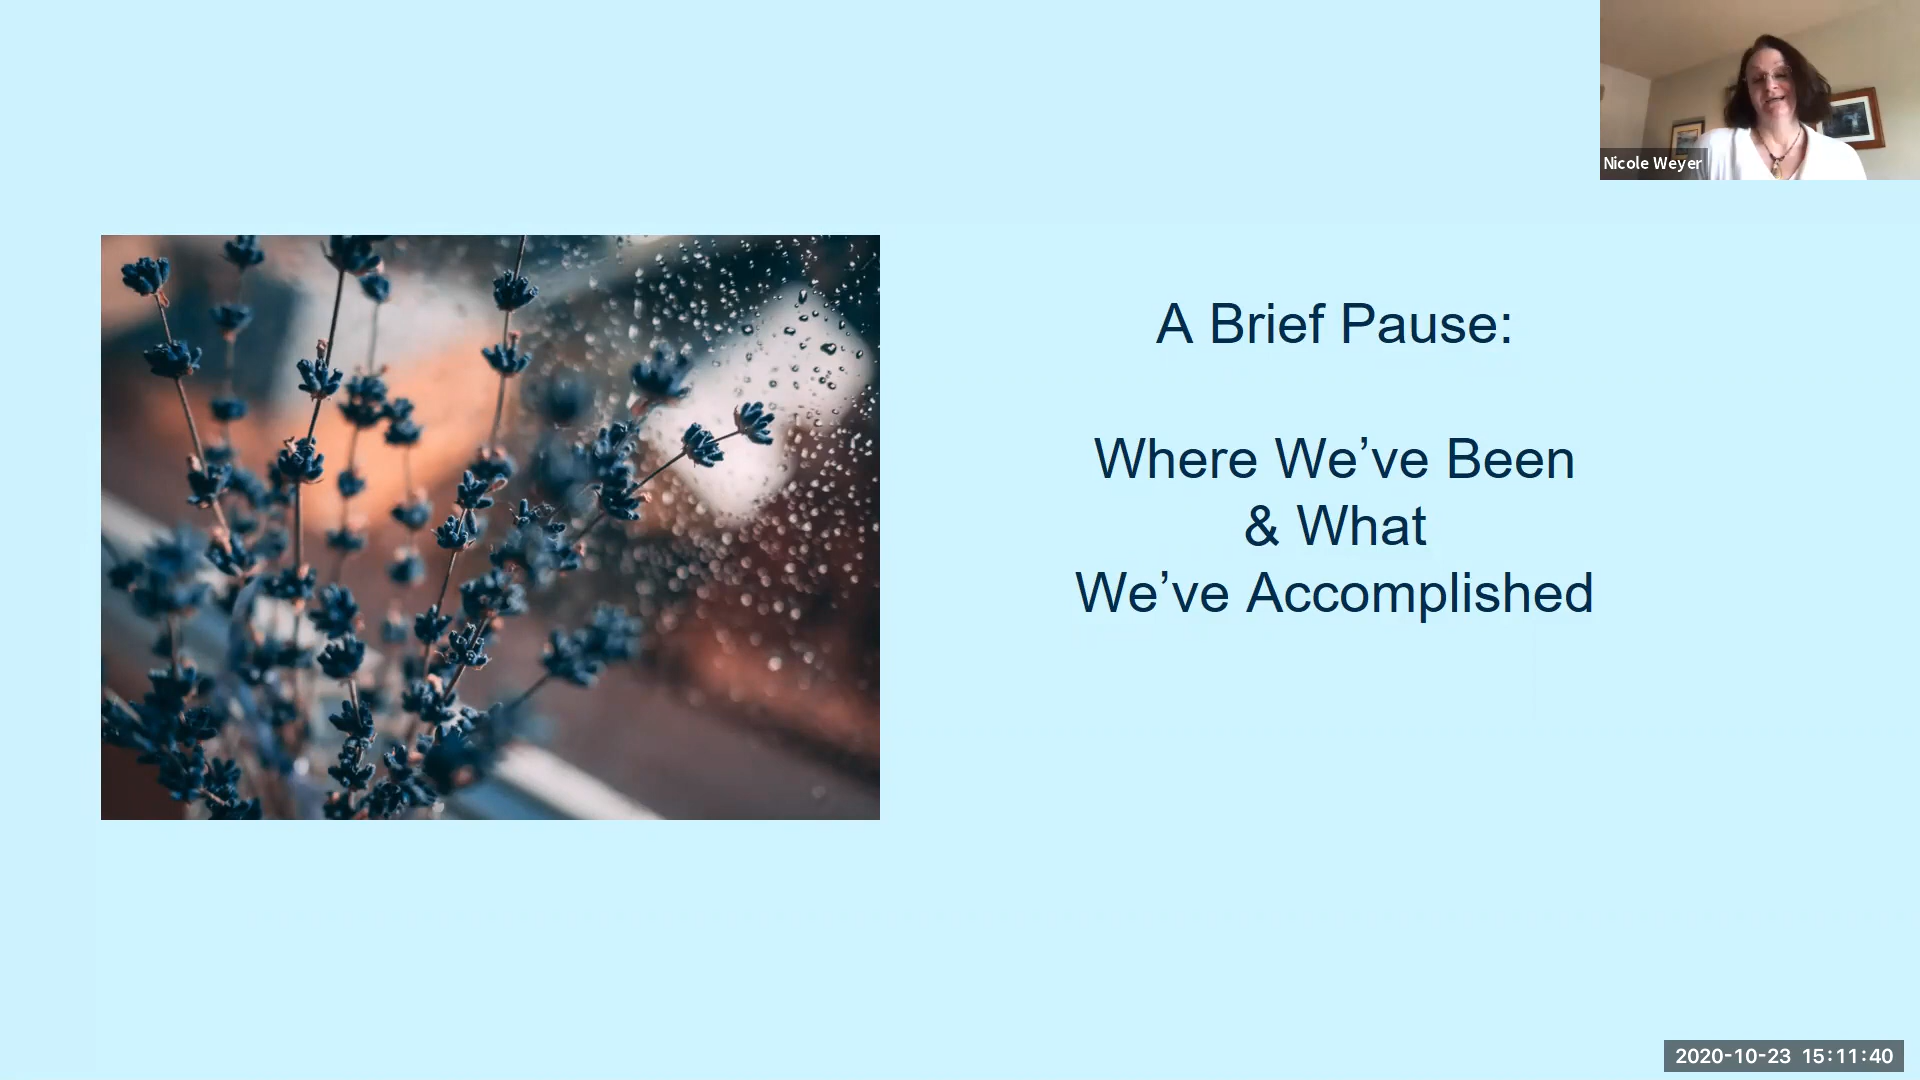 Nicole Weyer
A Brief Pause:
Where We’ve Been
& What
We’ve Accomplished
2020-10-23 15:11:40